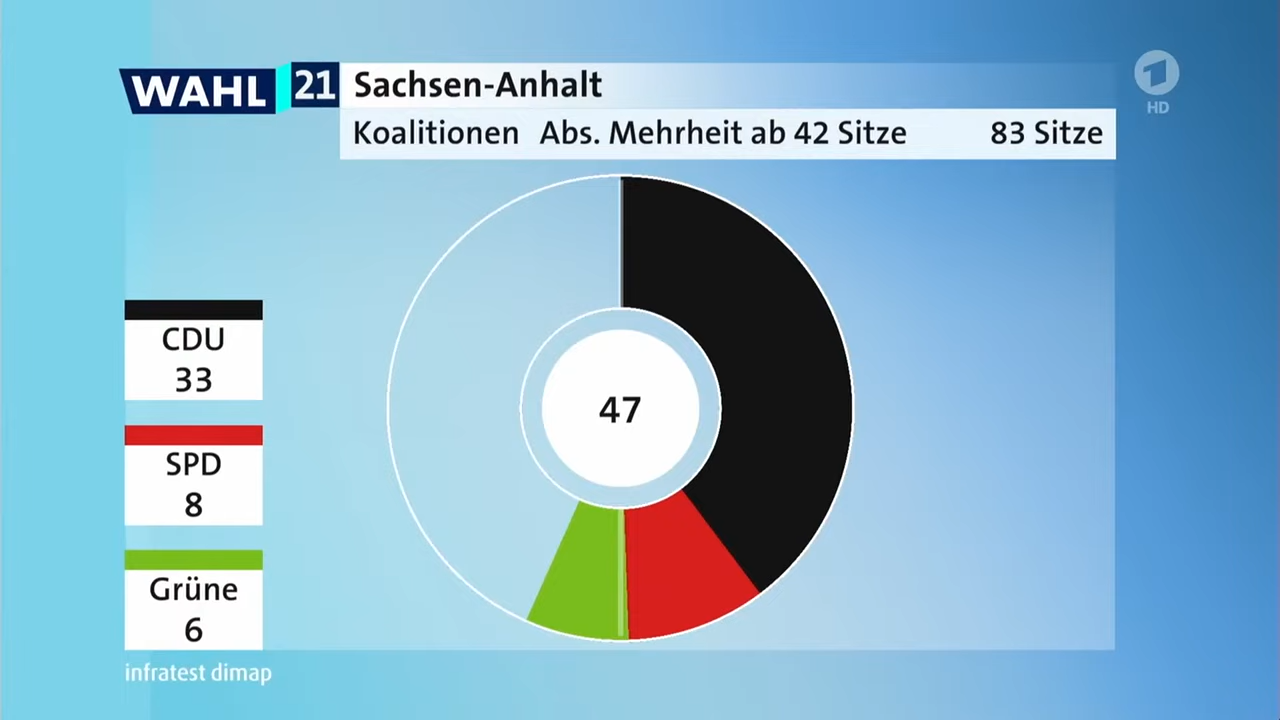 WAHL 21 Sachsen-Anhalt
Koalitionen Abs. Mehrheit ab 42 Sitze 83 Sitze
1
HD
CDU
33
SPD
8
Grüne
6
47
infratest dimap